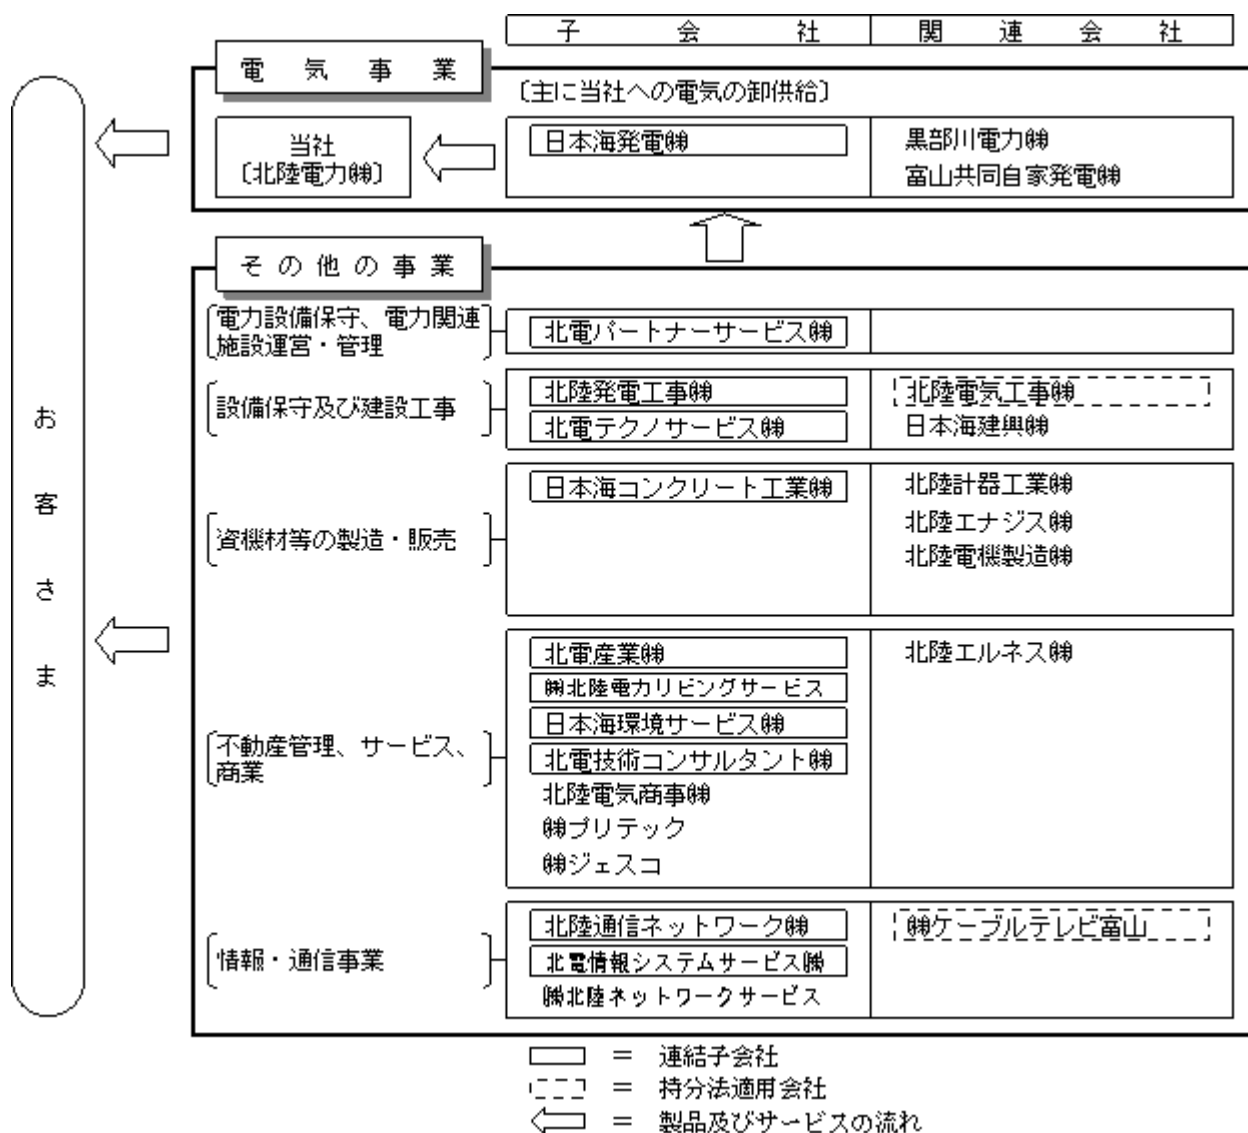 子会社 関連会社
電気事業
〔主に当社への電気の卸供給〕
当社
〔北陸電力㈱〕
日本海発電㈱
黒部川電力㈱
富山共同自家発電㈱
その他の事業
電力設備保守、電力関連
施設運営・管理
北電パートナーサービス㈱
設備保守及び建設工事
北陸発電工事㈱
北電テクノサービス㈱
北陸電気工事㈱
日本海建興㈱
資機材等の製造・販売
日本海コンクリート工業㈱
北陸計器工業㈱
北陸エナジス㈱
北陸電機製造㈱
不動産管理、サービス、
商業
北電産業㈱
㈱北陸電力リビングサービス
日本海環境サービス㈱
北電技術コンサルタント㈱
北陸電気商事㈱
㈱プリテック
㈱ジェスコ
北陸エルネス㈱
情報・通信事業
北陸通信ネットワーク㈱
北電情報システムサービス㈱
㈱北陸ネットワークサービス
㈱ケーブルテレビ富山
お客さま
＝ 連結子会社
＝ 持分法適用会社
＝ 製品及びサービスの流れ